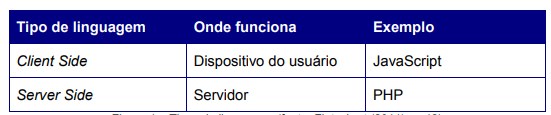 Tipo de linguagem Onde funciona Exemplo
Client Side Dispositivo do usuário JavaScript
Server Side Servidor PHP